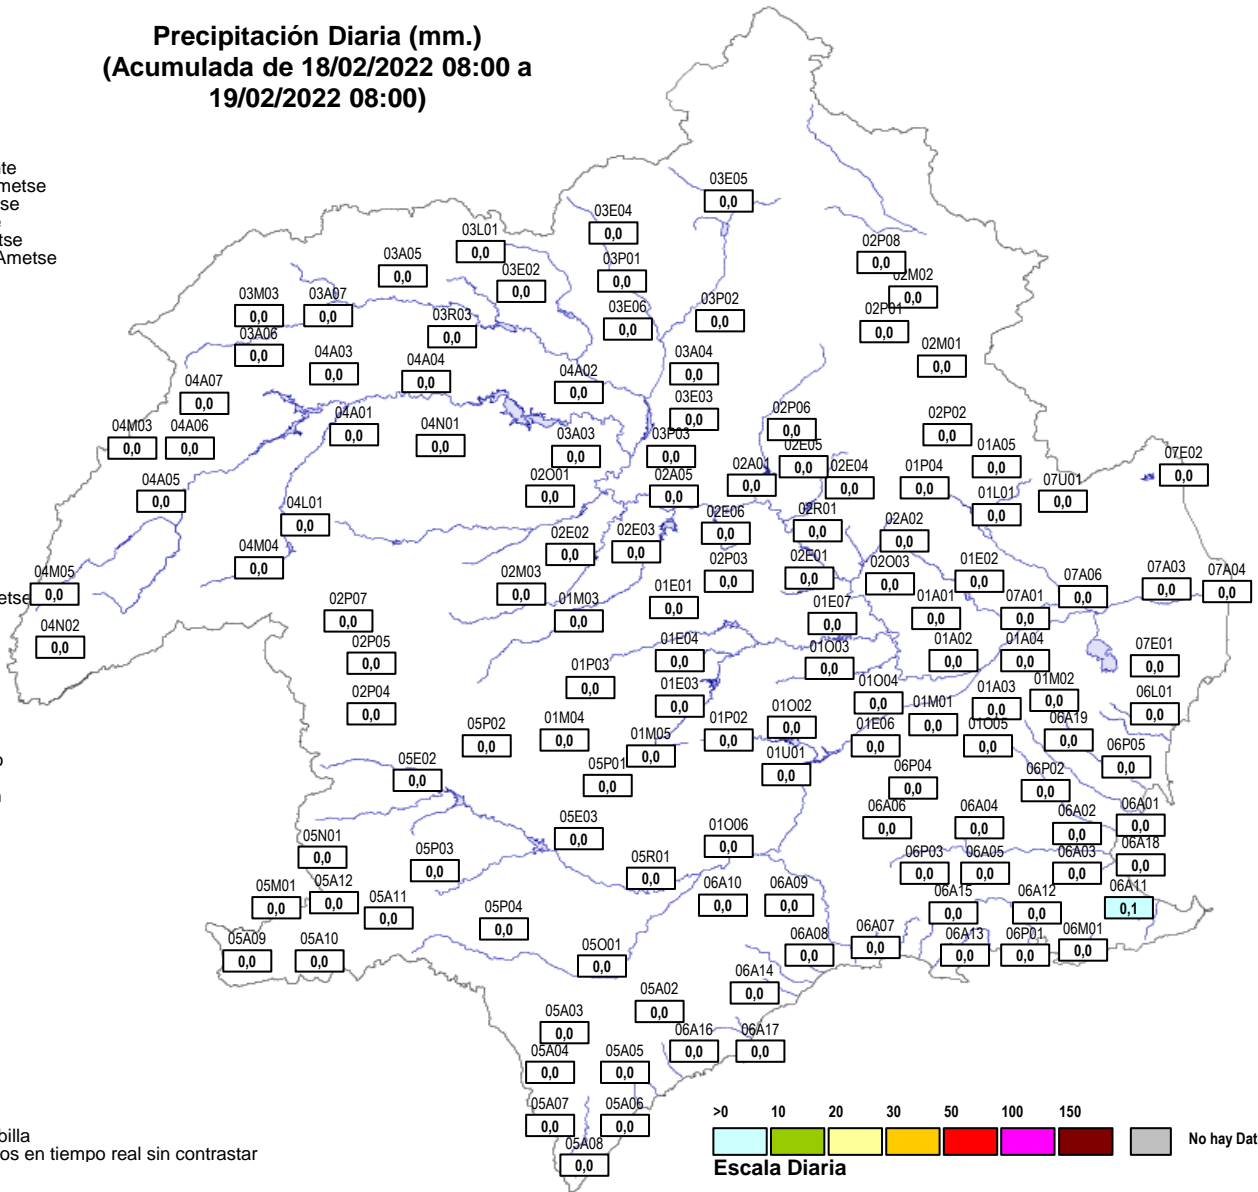 Precipitación Diaria (mm.)
(Acumulada de 18/02/2022 08:00 a
19/02/2022 08:00)
03E05
0,0
03E04
0,0
03L01
0,0
02P08
0,0
03A05
0,0
03P01
0,0
03E02
0,0
02M02
0,0
03M03
0,0
03A07
0,0
03P02
0,0
03E06
0,0
02P01
0,0
03R03
0,0
03A06
0,0
02M01
0,0
04A03
0,0
03A04
0,0
04A04
0,0
04A02
0,0
04A07
0,0
03E03
0,0
02P06
0,0
04A01
0,0
02P02
0,0
04M03
0,0
04A06
0,0
04N01
0,0
03A03
0,0
03P03
0,0
02E05
0,0
01A05
0,0
07E02
0,0
02A01
0,0
02E04
0,0
01P04
0,0
02O01
0,0
02A05
0,0
04A05
0,0
07U01
0,0
01L01
0,0
04L01
0,0
02R01
0,0
02E06
0,0
02A02
0,0
02E02
0,0
02E03
0,0
04M04
0,0
02P03
0,0
02E01
0,0
02O03
0,0
01E02
0,0
04M05
0,0
02M03
0,0
07A06
0,0
07A03
0,0
07A04
0,0
01E01
0,0
02P07
0,0
01M03
0,0
01E07
0,0
01A01
0,0
07A01
0,0
04N02
0,0
02P05
0,0
01E04
0,0
01O03
0,0
01A02
0,0
01A04
0,0
07E01
0,0
01P03
0,0
01E03
0,0
01O04
0,0
01A03
0,0
01M02
0,0
06L01
0,0
02P04
0,0
01O02
0,0
01M01
0,0
05P02
0,0
01M04
0,0
01P02
0,0
01E06
0,0
01O05
0,0
06A19
0,0
01M05
0,0
06P05
0,0
05E02
0,0
05P01
0,0
01U01
0,0
06P04
0,0
06P02
0,0
05E03
0,0
01O06
0,0
06A06
0,0
06A04
0,0
06A02
0,0
06A01
0,0
05N01
0,0
05P03
0,0
05R01
0,0
06P03
0,0
06A05
0,0
06A03
0,0
06A18
0,0
05M01
0,0
05A12
0,0
05A11
0,0
06A10
0,0
06A09
0,0
06A15
0,0
06A12
0,0
06A11
0,1
05P04
0,0
05A09
0,0
05A10
0,0
05O01
0,0
06A08
0,0
06A07
0,0
06A13
0,0
06P01
0,0
06M01
0,0
06A14
0,0
05A02
0,0
05A03
0,0
06A16
0,0
06A17
0,0
05A04
0,0
05A05
0,0
05A07
0,0
05A06
0,0
05A08
0,0
nte
metse
tse
Ametse
etse
billa
os en tiempo real sin contrastar
>0 10 20 30 50 100 150
No hay Dat
Escala Diaria